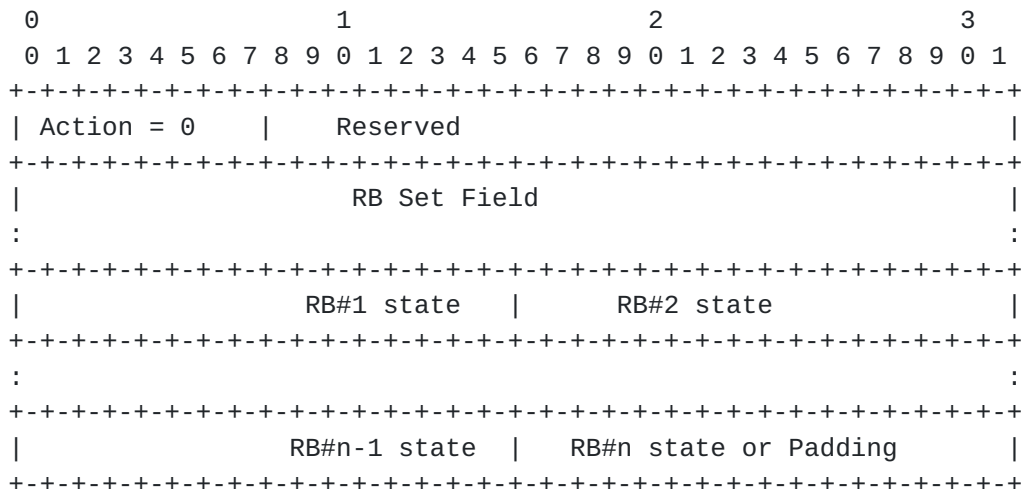 0                   1                   2                   3
 0 1 2 3 4 5 6 7 8 9 0 1 2 3 4 5 6 7 8 9 0 1 2 3 4 5 6 7 8 9 0 1
+-+-+-+-+-+-+-+-+-+-+-+-+-+-+-+-+-+-+-+-+-+-+-+-+-+-+-+-+-+-+-+-+
| Action = 0    |    Reserved                                   |
+-+-+-+-+-+-+-+-+-+-+-+-+-+-+-+-+-+-+-+-+-+-+-+-+-+-+-+-+-+-+-+-+
|                     RB Set Field                              |
:                                                               :
+-+-+-+-+-+-+-+-+-+-+-+-+-+-+-+-+-+-+-+-+-+-+-+-+-+-+-+-+-+-+-+-+
|                  RB#1 state   |      RB#2 state               |
+-+-+-+-+-+-+-+-+-+-+-+-+-+-+-+-+-+-+-+-+-+-+-+-+-+-+-+-+-+-+-+-+
:                                                               :
+-+-+-+-+-+-+-+-+-+-+-+-+-+-+-+-+-+-+-+-+-+-+-+-+-+-+-+-+-+-+-+-+
|                 RB#n-1 state  |   RB#n state or Padding       |
+-+-+-+-+-+-+-+-+-+-+-+-+-+-+-+-+-+-+-+-+-+-+-+-+-+-+-+-+-+-+-+-+